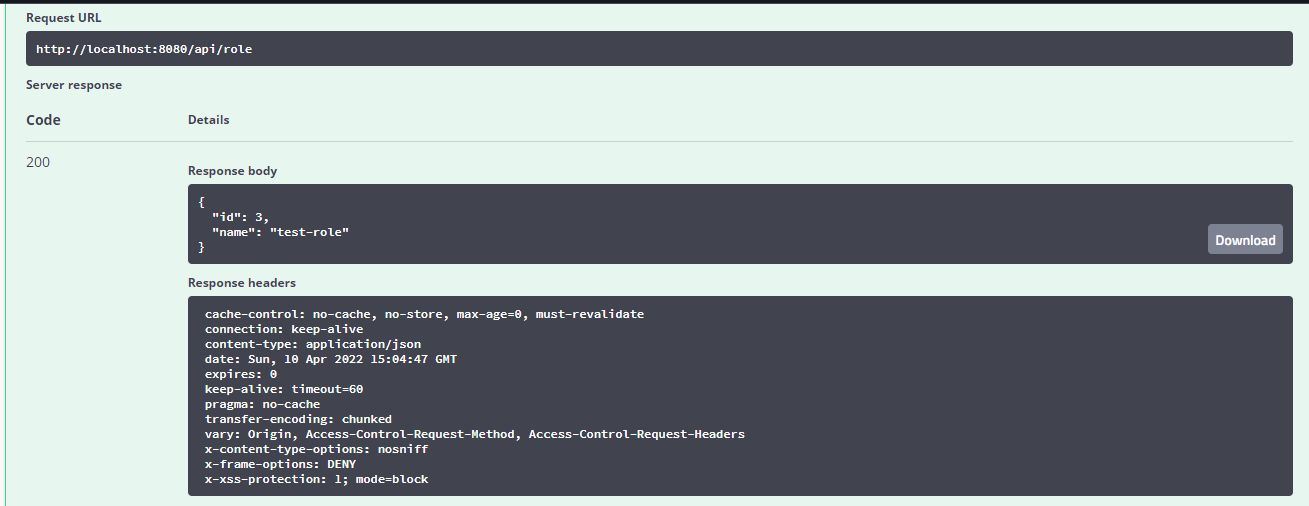 Request URL
http://localhost:8080/api/role
Server response
Code Details
200
Response body
{
"id": 3,
"name": "test-role"
}
Download
Response headers
cache-control: no-cache, no-store, max-age=0, must-revalidate
connection: keep-alive
content-type: application/json
date: Sun, 10 Apr 2022 15:04:47 GMT
expires: 0
keep-alive: timeout=60
pragma: no-cache
transfer-encoding: chunked
vary: Origin, Access-Control-Request-Method, Access-Control-Request-Headers
x-content-type-options: nosniff
x-frame-options: DENY
x-xss-protection: 1; mode=block